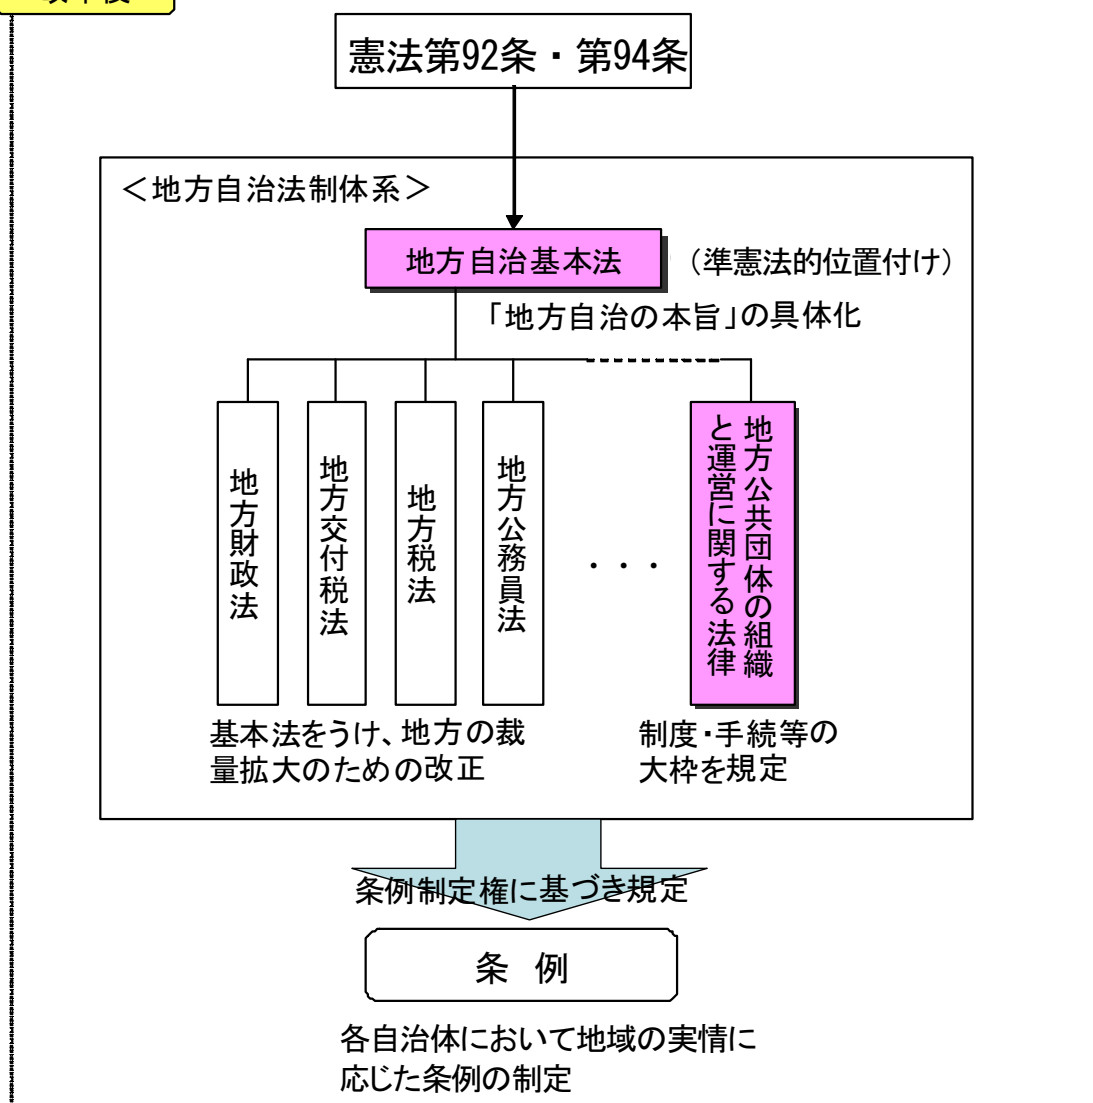 憲法第92条・第94条
＜地方自治法制体系＞
地方自治基本法
（準憲法的位置付け）
「地方自治の本旨」の具体化
地方財政法
地方交付税法
地方税法
地方公務員法
・・・
地方公共団体の組織
と運営に関する法律
基本法をうけ、地方の裁
量拡大のための改正
制度・手続等の
大枠を規定
条例制定権に基づき規定
条 例
各自治体において地域の実情に
応じた条例の制定